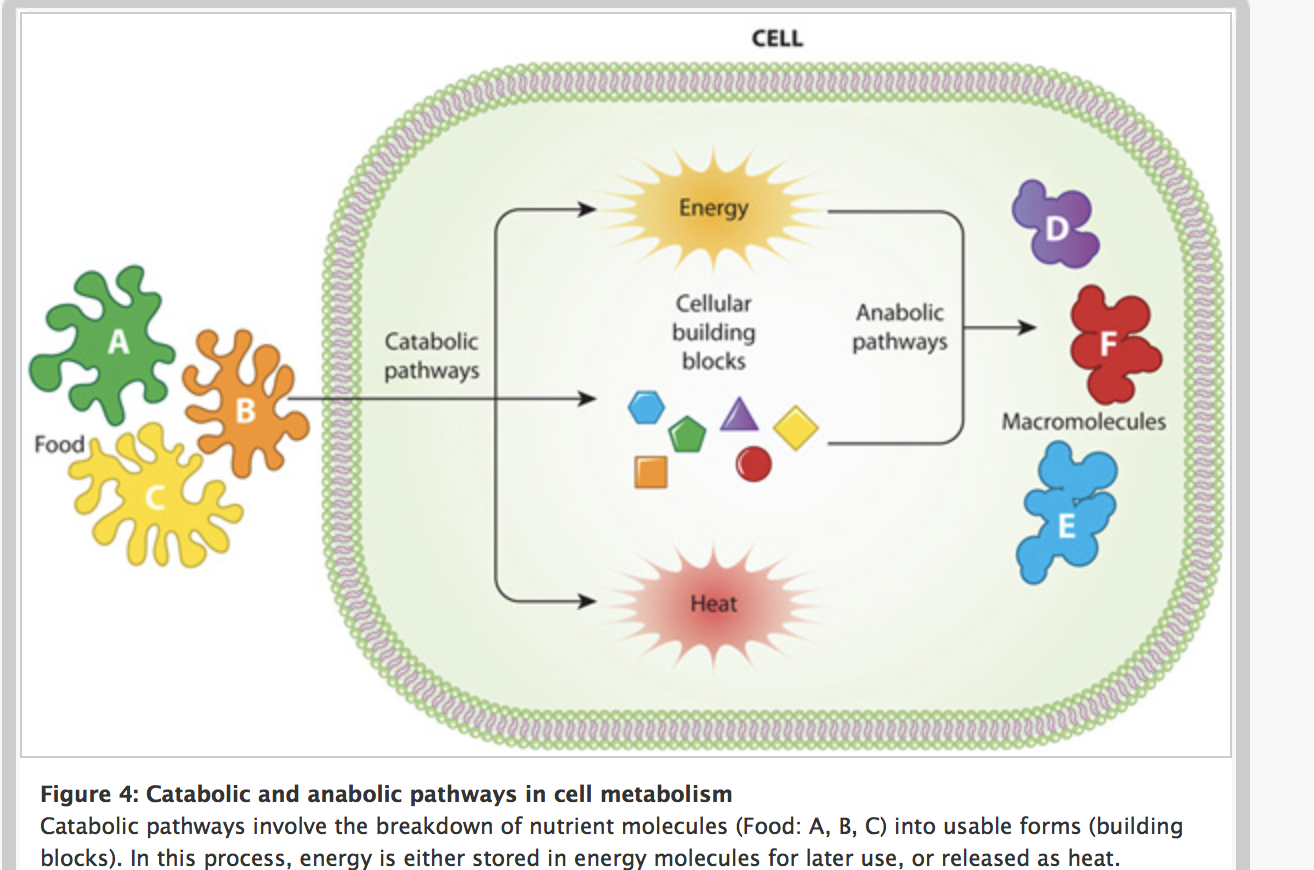 CELL
Energy
D
Cellular
building
blocks
Anabolic
pathways
A
Catabolic
pathways
F
B
Macromolecules
Food
C
E
Heat
Figure 4: Catabolic and anabolic pathways in cell metabolism
Catabolic pathways involve the breakdown of nutrient molecules (Food: A, B, C) into usable forms (building
blocks). In this process, energy is either stored in energy molecules for later use, or released as heat.